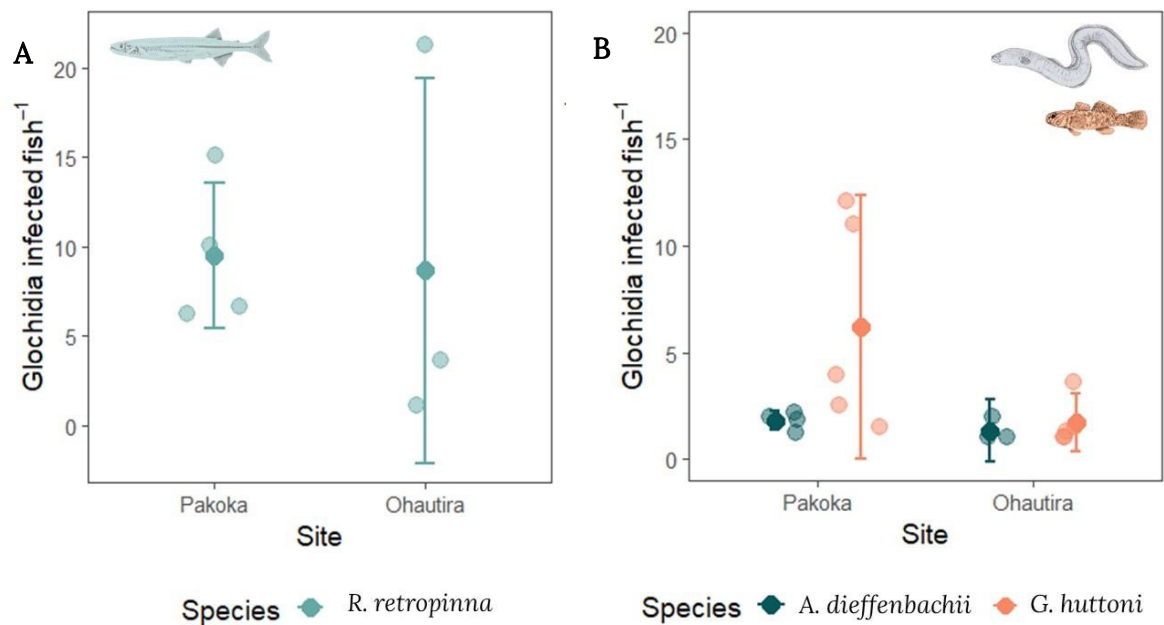 A
Glochidia infected fish⁻¹
20
15
10
5
0
Pakoka
Ohautira
Site
Species
R. retropinna
B
Glochidia infected fish⁻¹
20
15
10
5
0
Pakoka
Ohautira
Site
Species
A. dieffenbachii
G. huttoni